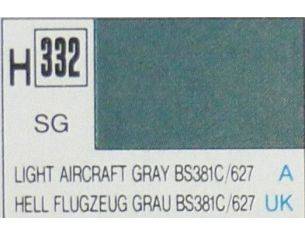 H 332
SG
LIGHT AIRCRAFT GRAY BS381C/627 A
HELL FLUGZEUG GRAU BS381C/627 UK